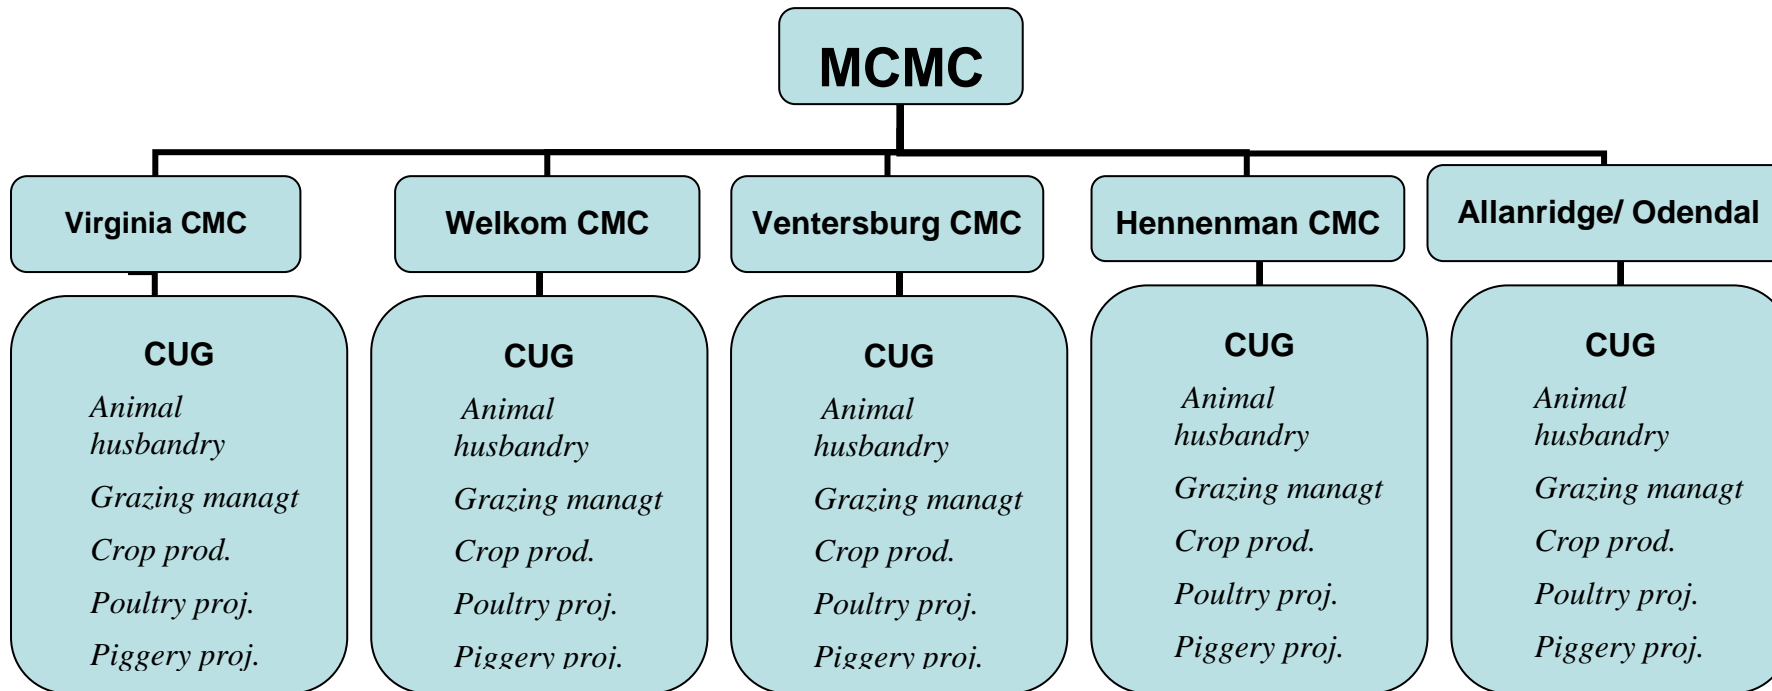 MCMC
Virginia CMC
Welkom CMC
Ventersburg CMC
Hennenman CMC
Allanridge/ Odendal
CUG
Animal
husbandry
Grazing managt
Crop prod.
Poultry proj.
Piggery proj.
CUG
Animal
husbandry
Grazing managt
Crop prod.
Poultry proj.
Piggery proj.
CUG
Animal
husbandry
Grazing managt
Crop prod.
Poultry proj.
Piggery proj.
CUG
Animal
husbandry
Grazing managt
Crop prod.
Poultry proj.
Piggery proj.
CUG
Animal
husbandry
Grazing managt
Crop prod.
Poultry proj.
Piggery proj.